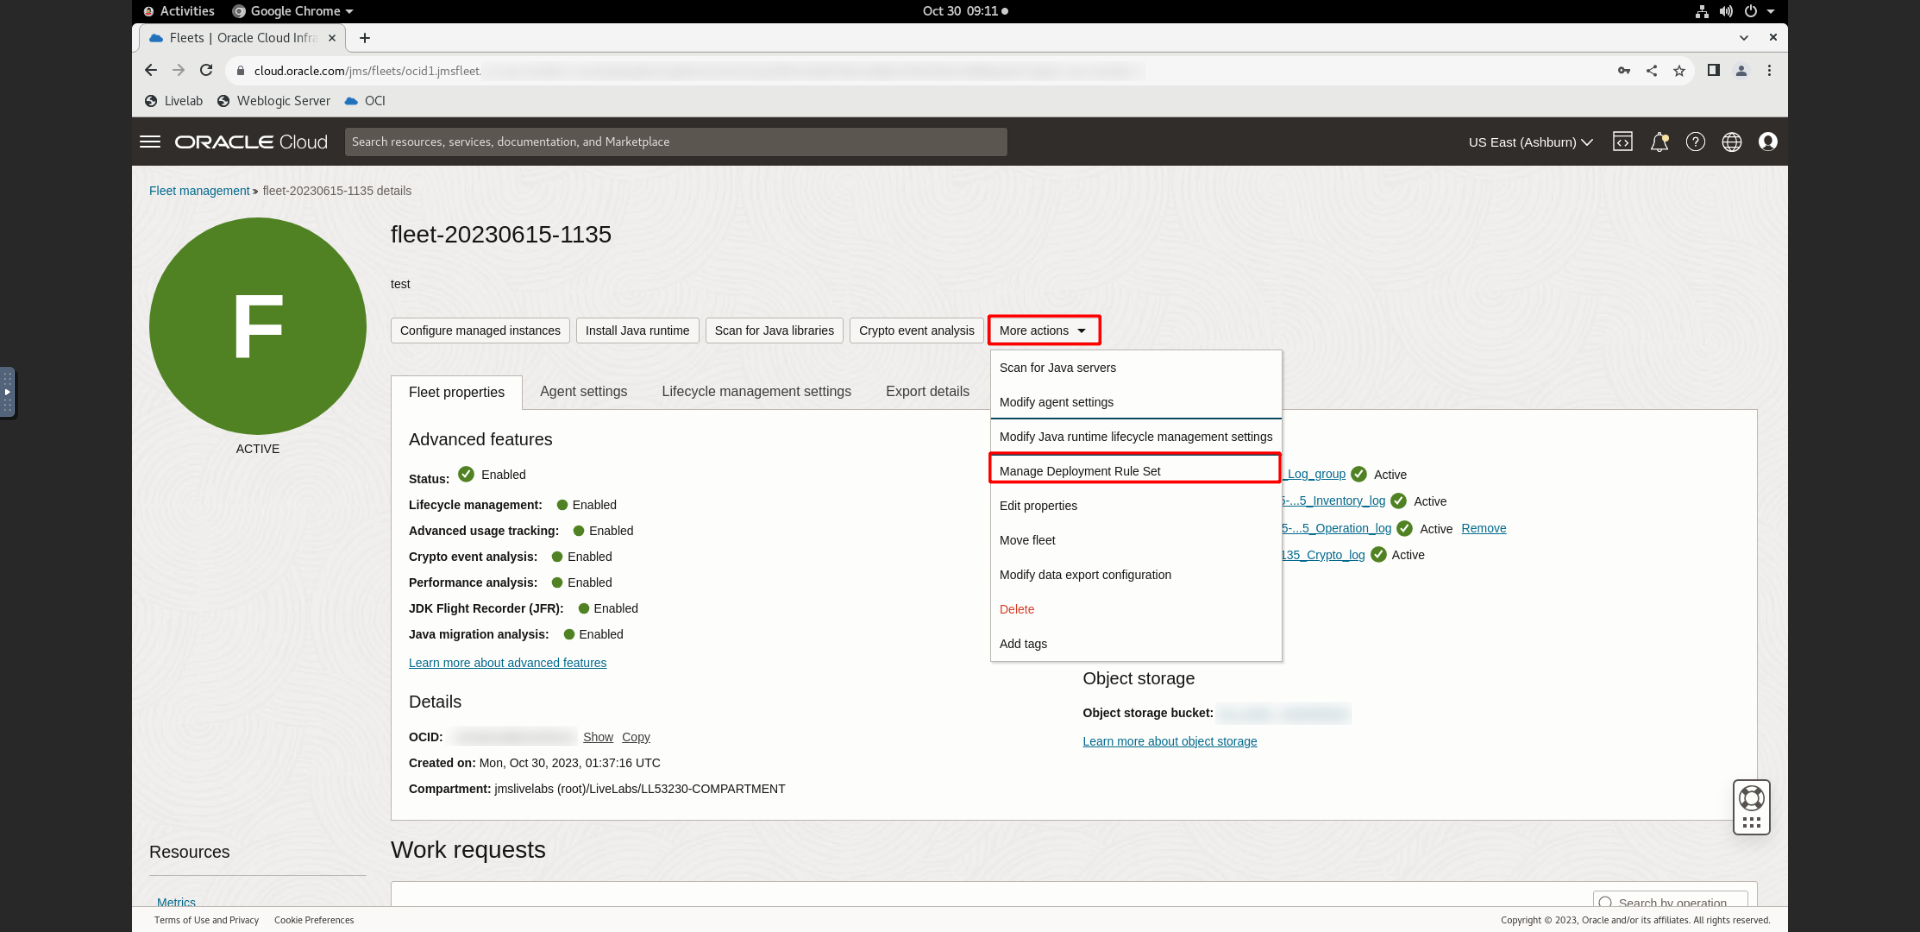 Activities Google Chrome Oct 30 09:11
Fleets | Oracle Cloud Infra
cloud.oracle.com/jms/fleets/ocid1.jmsfleet.
Livelab Weblogic Server OCI
ORACLE Cloud Search resources, services, documentation, and Marketplace US East (Ashburn)
Fleet management » fleet-20230615-1135 details
F
ACTIVE
fleet-20230615-1135
test
Configure managed instances Install Java runtime Scan for Java libraries Crypto event analysis More actions
Scan for Java servers
Modify agent settings
Modify Java runtime lifecycle management settings
Manage Deployment Rule Set
Edit properties
Move fleet
Modify data export configuration
Delete
Add tags
Fleet properties Agent settings Lifecycle management settings Export details
Advanced features
Status: Enabled
Lifecycle management: Enabled
Advanced usage tracking: Enabled
Crypto event analysis: Enabled
Performance analysis: Enabled
JDK Flight Recorder (JFR): Enabled
Java migration analysis: Enabled
Learn more about advanced features
_Log_group Active
5-...5_Inventory_log Active
5-...5_Operation_log Active Remove
135_Crypto_log Active
Details
OCID: Show Copy
Created on: Mon, Oct 30, 2023, 01:37:16 UTC
Compartment: jmslivelabs (root)/LiveLabs/LL53230-COMPARTMENT
Object storage
Object storage bucket:
Learn more about object storage
Resources
Metrics
Work requests
Search by operation
Terms of Use and Privacy Cookie Preferences
Copyright © 2023, Oracle and/or its affiliates. All rights reserved.